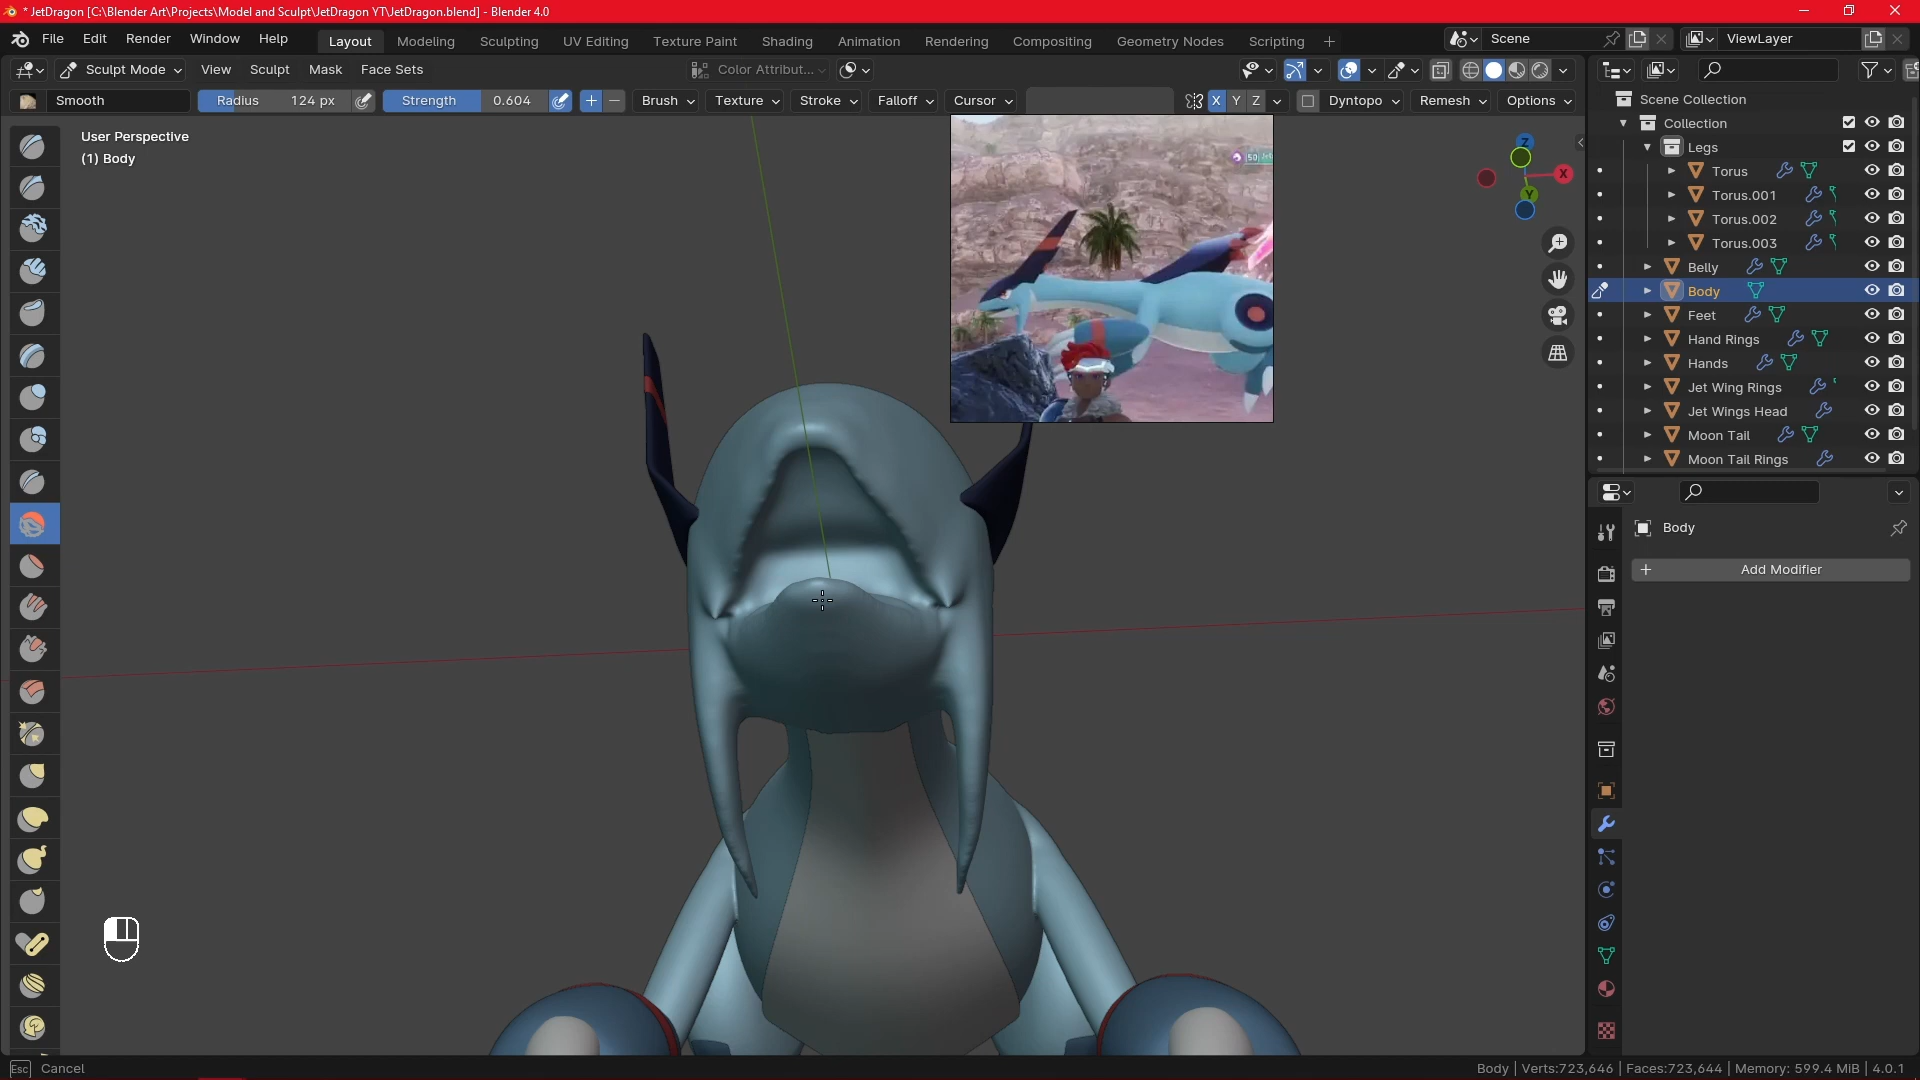 * JetDragon [C:\Blender Art\Projects\Model and Sculpt\JetDragon YT\JetDragon.blend] - Blender 4.0
File Edit Render Window Help Layout Modeling Sculpting UV Editing Texture Paint Shading Animation Rendering Compositing Geometry Nodes Scripting Scene ViewLayer
Sculpt Mode View Sculpt Mask Face Sets Color Attribut...
Smooth Radius 124 px Strength 0.604 Brush Texture Stroke Falloff Cursor X Y Z Dyntopo Remesh Options
User Perspective
(1) Body
Z
X
Y
50
Scene Collection
Collection
Legs
Torus
Torus.001
Torus.002
Torus.003
Belly
Body
Feet
Hand Rings
Hands
Jet Wing Rings
Jet Wings Head
Moon Tail
Moon Tail Rings
Body
Add Modifier
Esc Cancel
Body | Verts:723,646 | Faces:723,644 | Memory: 599.4 MiB | 4.0.1